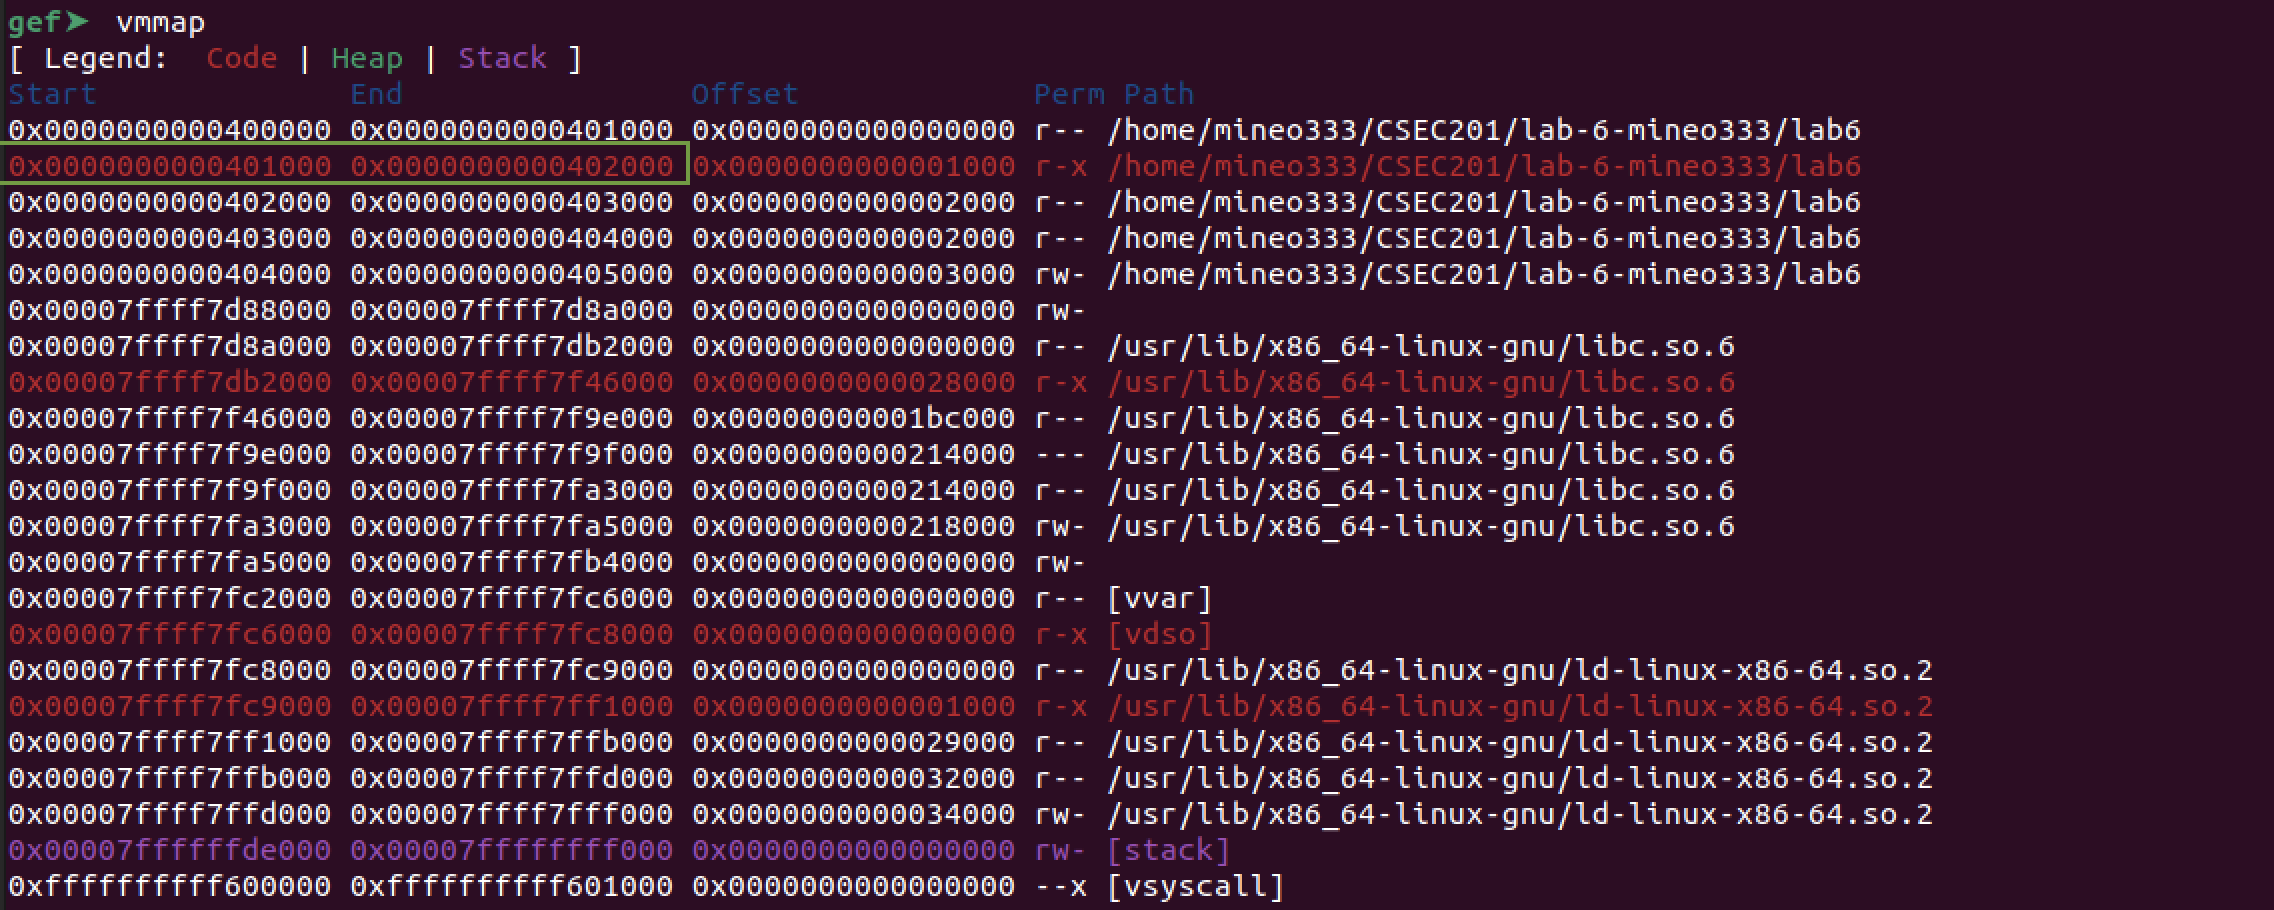 gef➤  vmmap
[ Legend:  Code | Heap | Stack ]
Start              End                Offset             Perm Path
0x0000000000400000 0x0000000000401000 0x0000000000000000 r-- /home/mineo333/CSEC201/lab-6-mineo333/lab6
0x0000000000401000 0x0000000000402000 0x0000000000001000 r-x /home/mineo333/CSEC201/lab-6-mineo333/lab6
0x0000000000402000 0x0000000000403000 0x0000000000002000 r-- /home/mineo333/CSEC201/lab-6-mineo333/lab6
0x0000000000403000 0x0000000000404000 0x0000000000002000 r-- /home/mineo333/CSEC201/lab-6-mineo333/lab6
0x0000000000404000 0x0000000000405000 0x0000000000003000 rw- /home/mineo333/CSEC201/lab-6-mineo333/lab6
0x00007ffff7d88000 0x00007ffff7d8a000 0x0000000000000000 rw-
0x00007ffff7d8a000 0x00007ffff7db2000 0x0000000000000000 r-- /usr/lib/x86_64-linux-gnu/libc.so.6
0x00007ffff7db2000 0x00007ffff7f46000 0x0000000000028000 r-x /usr/lib/x86_64-linux-gnu/libc.so.6
0x00007ffff7f46000 0x00007ffff7f9e000 0x00000000001bc000 r-- /usr/lib/x86_64-linux-gnu/libc.so.6
0x00007ffff7f9e000 0x00007ffff7f9f000 0x0000000000214000 --- /usr/lib/x86_64-linux-gnu/libc.so.6
0x00007ffff7f9f000 0x00007ffff7fa3000 0x0000000000214000 r-- /usr/lib/x86_64-linux-gnu/libc.so.6
0x00007ffff7fa3000 0x00007ffff7fa5000 0x0000000000218000 rw- /usr/lib/x86_64-linux-gnu/libc.so.6
0x00007ffff7fa5000 0x00007ffff7fb4000 0x0000000000000000 rw-
0x00007ffff7fc2000 0x00007ffff7fc6000 0x0000000000000000 r-- [vvar]
0x00007ffff7fc6000 0x00007ffff7fc8000 0x0000000000000000 r-x [vdso]
0x00007ffff7fc8000 0x00007ffff7fc9000 0x0000000000000000 r-- /usr/lib/x86_64-linux-gnu/ld-linux-x86-64.so.2
0x00007ffff7fc9000 0x00007ffff7ff1000 0x0000000000001000 r-x /usr/lib/x86_64-linux-gnu/ld-linux-x86-64.so.2
0x00007ffff7ff1000 0x00007ffff7ffb000 0x0000000000029000 r-- /usr/lib/x86_64-linux-gnu/ld-linux-x86-64.so.2
0x00007ffff7ffb000 0x00007ffff7ffd000 0x0000000000032000 r-- /usr/lib/x86_64-linux-gnu/ld-linux-x86-64.so.2
0x00007ffff7ffd000 0x00007ffff7fff000 0x0000000000034000 rw- /usr/lib/x86_64-linux-gnu/ld-linux-x86-64.so.2
0x00007ffffffde000 0x00007ffffffff000 0x0000000000000000 rw- [stack]
0xffffffffff600000 0xffffffffff601000 0x0000000000000000 --x [vsyscall]